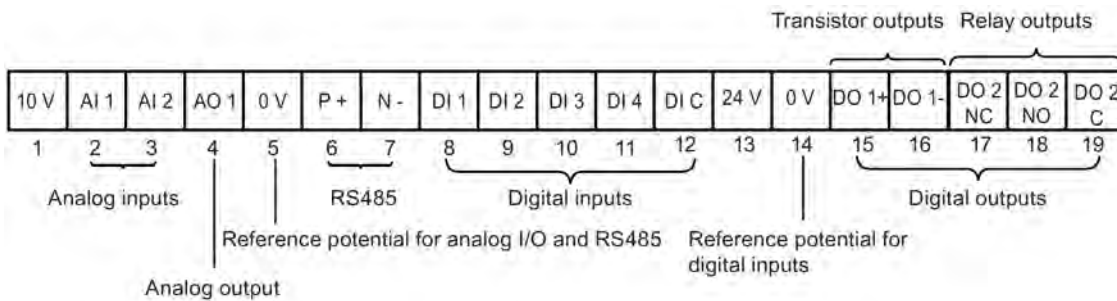 Transistor outputs Relay outputs
10 V AI 1 AI 2 AO 1 0 V P + N - DI 1 DI 2 DI 3 DI 4 DI C 24 V 0 V DO 1+ DO 1- DO 2 NC DO 2 NO DO 2 C
1 2 3 4 5 6 7 8 9 10 11 12 13 14 15 16 17 18 19
Analog inputs RS485 Digital inputs Digital outputs
Reference potential for analog I/O and RS485 Reference potential for
digital inputs
Analog output